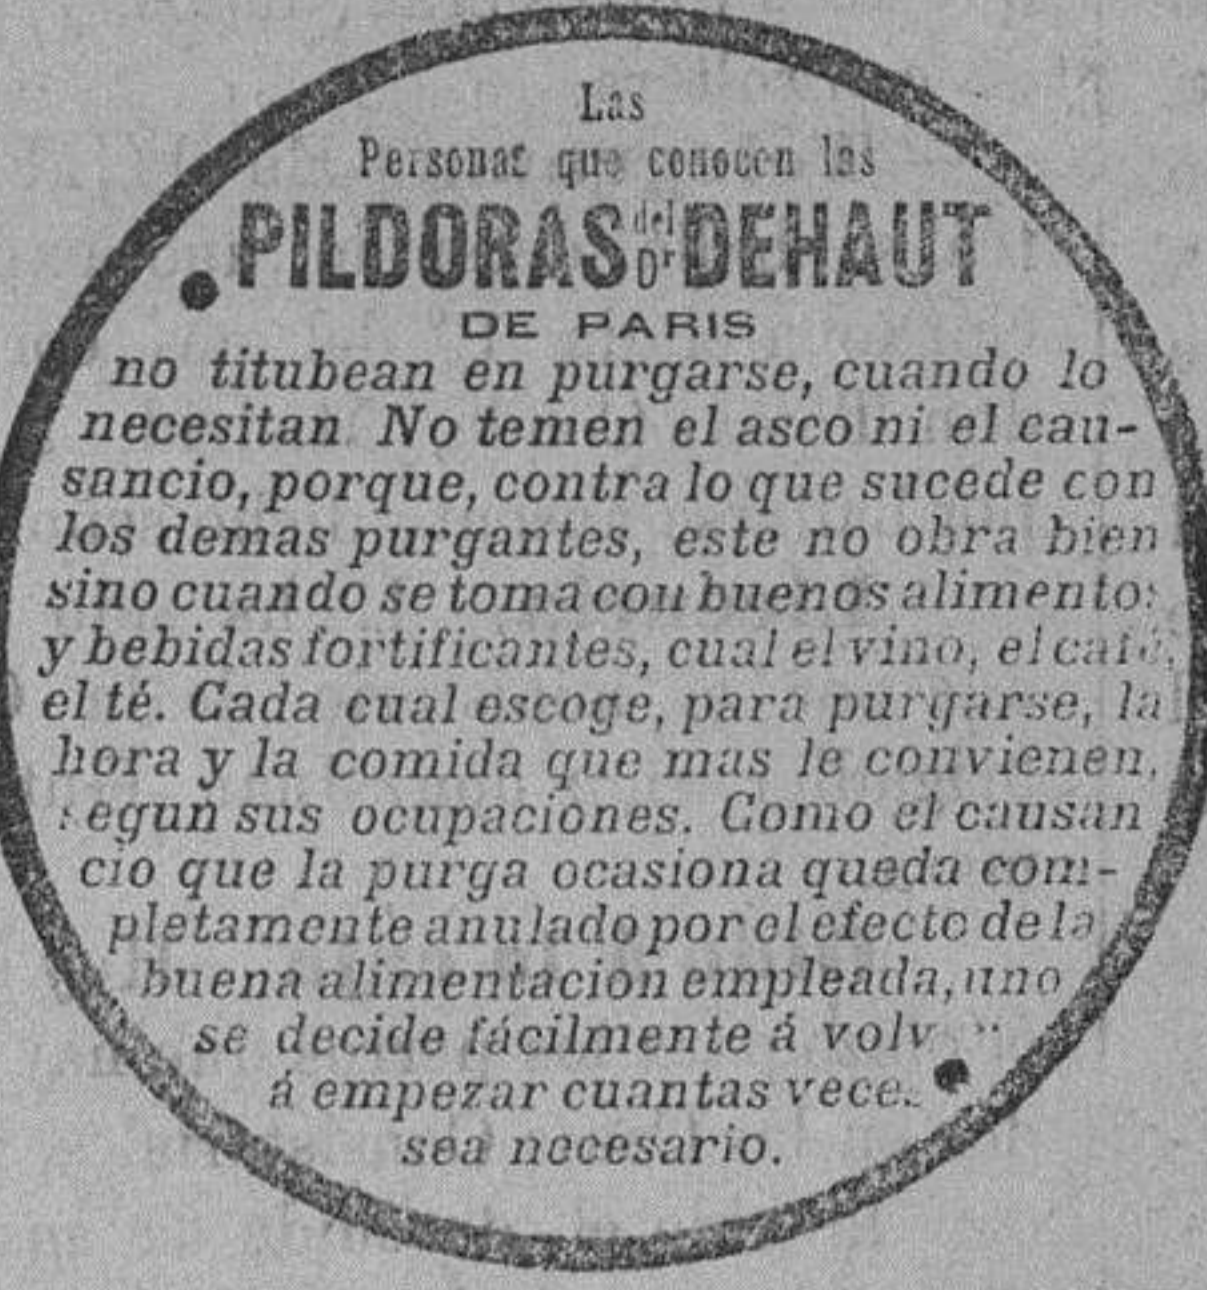 Las
Personas que conocen las
PILDORAS del Dr DEHAUT
DE PARIS
no titubean en purgarse, cuando lo
necesitan. No temen el asco ni el cau-
sancio, porque, contra lo que sucede con
los demas purgantes, este no obra bien
sino cuando se toma con buenos alimentos
y bebidas fortificantes, cual el vino, el café,
el té. Cada cual escoge, para purgarse, la
hora y la comida que mas le convienen,
segun sus ocupaciones. Como el causan
cio que la purga ocasiona queda com-
pletamente anulado por el efecto de la
buena alimentacion empleada, uno
se decide fácilmente á volver
á empezar cuantas veces
sea necesario.